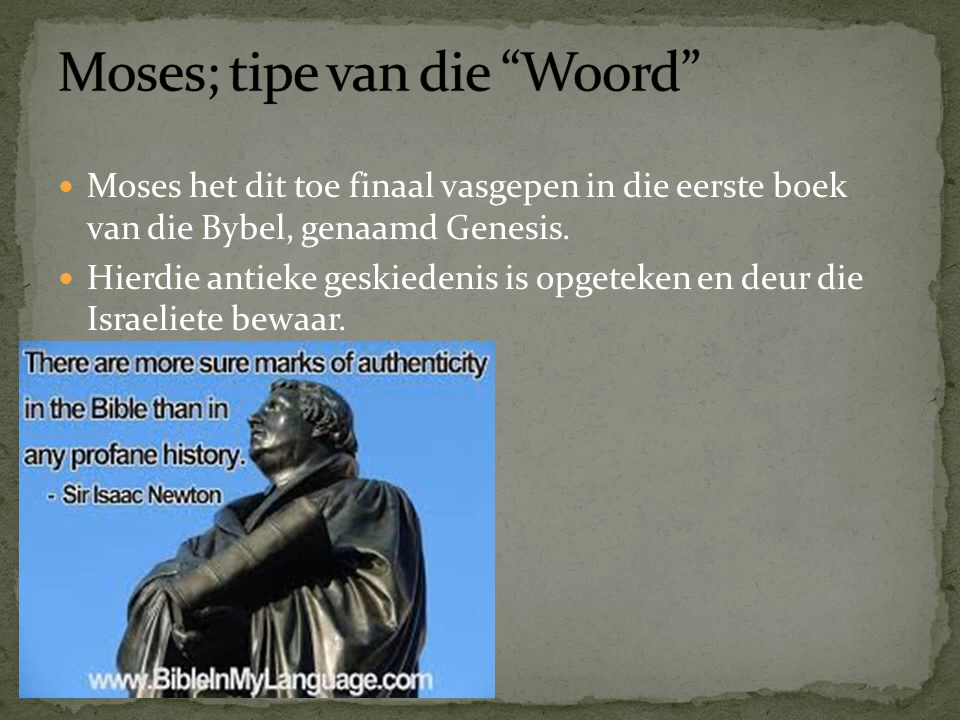 Moses; tipe van die “Woord”
Moses het dit toe finaal vasgepen in die eerste boek
van die Bybel, genaamd Genesis.
Hierdie antieke geskiedenis is opgeteken en deur die
Israeliete bewaar.
There are more sure marks of authenticity
in the Bible than in
any profane history.
- Sir Isaac Newton
www.BibleInMyLanguage.com